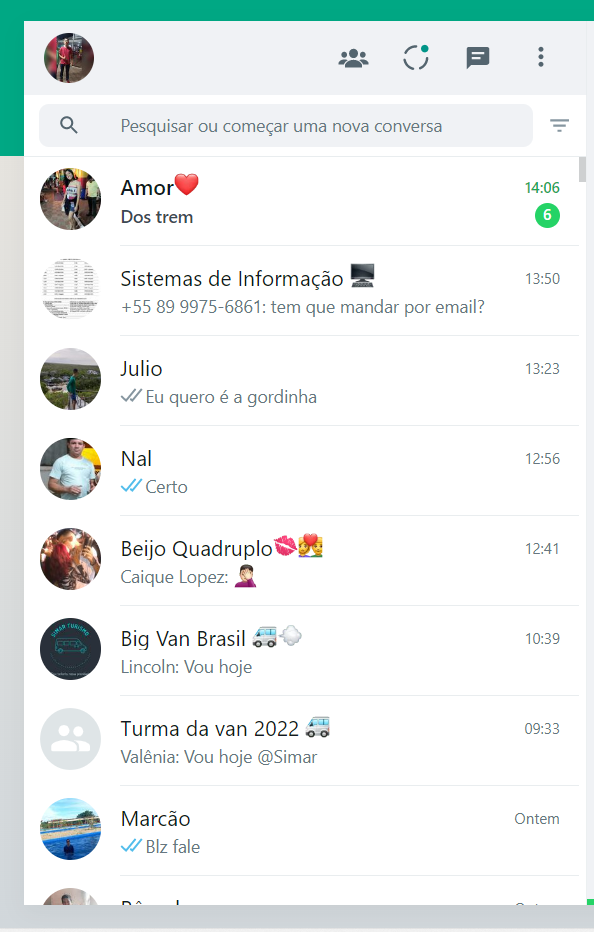 Pesquisar ou começar uma nova conversa
Amor❤️ 14:06
Dos trem 6
Sistemas de Informação 🖥️ 13:50
+55 89 9975-6861: tem que mandar por email?
Julio 13:23
Eu quero é a gordinha
Nal 12:56
Certo
Beijo Quadruplo💋👩‍❤️‍👨 12:41
Caique Lopez: 🤦🏻‍♂️
SIMAR TURISMO
Big Van Brasil 🚐💨 10:39
Lincoln: Vou hoje
Turma da van 2022 🚐 09:33
Valênia: Vou hoje @Simar
Marcão Ontem
Blz fale